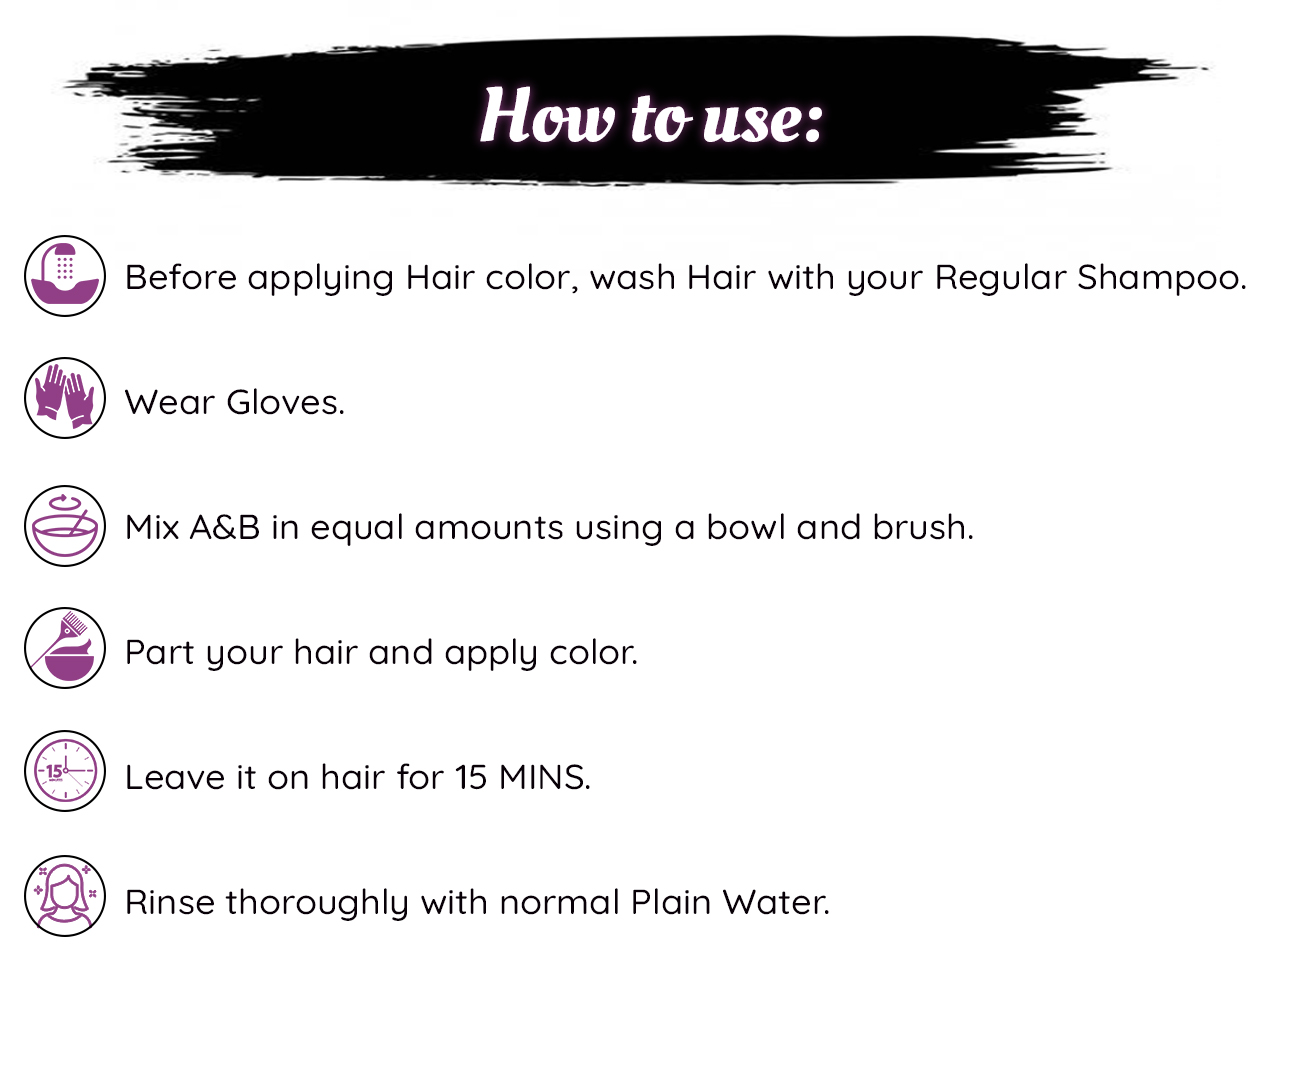 How to use:
Before applying Hair color, wash Hair with your Regular Shampoo.
Wear Gloves.
Mix A&B in equal amounts using a bowl and brush.
Part your hair and apply color.
15
Leave it on hair for 15 MINS.
Rinse thoroughly with normal Plain Water.